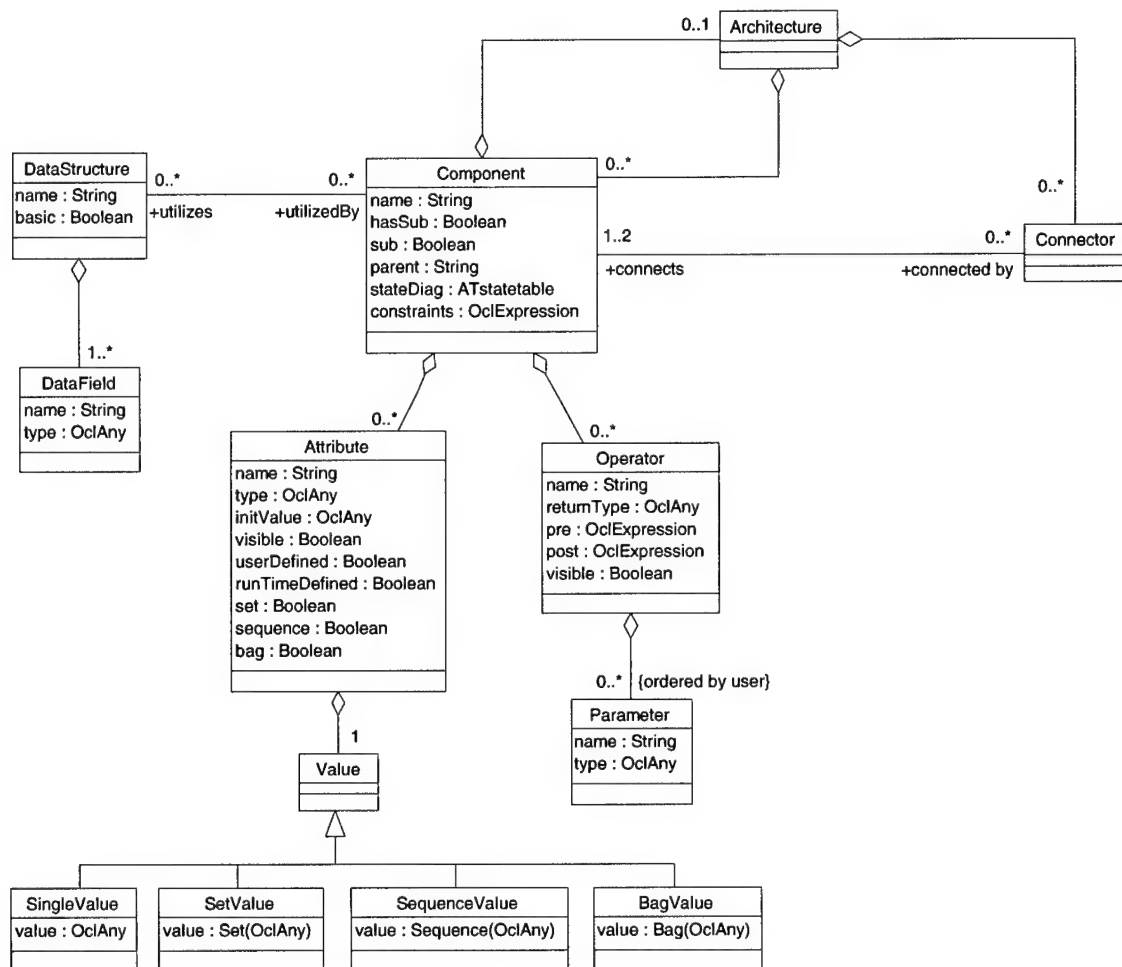 0..1
Architecture
DataStructure
name : String
basic : Boolean
0..*
+utilizes
0..*
+utilizedBy
Component
name : String
hasSub : Boolean
sub : Boolean
parent : String
stateDiag : ATstatetable
constraints : OclExpression
0..*
0..*
1..2
+connects
0..*
+connected by
Connector
1..*
DataField
name : String
type : OclAny
0..*
Attribute
name : String
type : OclAny
initValue : OclAny
visible : Boolean
userDefined : Boolean
runTimeDefined : Boolean
set : Boolean
sequence : Boolean
bag : Boolean
0..*
Operator
name : String
returnType : OclAny
pre : OclExpression
post : OclExpression
visible : Boolean
0..* {ordered by user}
Parameter
name : String
type : OclAny
1
Value
SingleValue
value : OclAny
SetValue
value : Set(OclAny)
SequenceValue
value : Sequence(OclAny)
BagValue
value : Bag(OclAny)